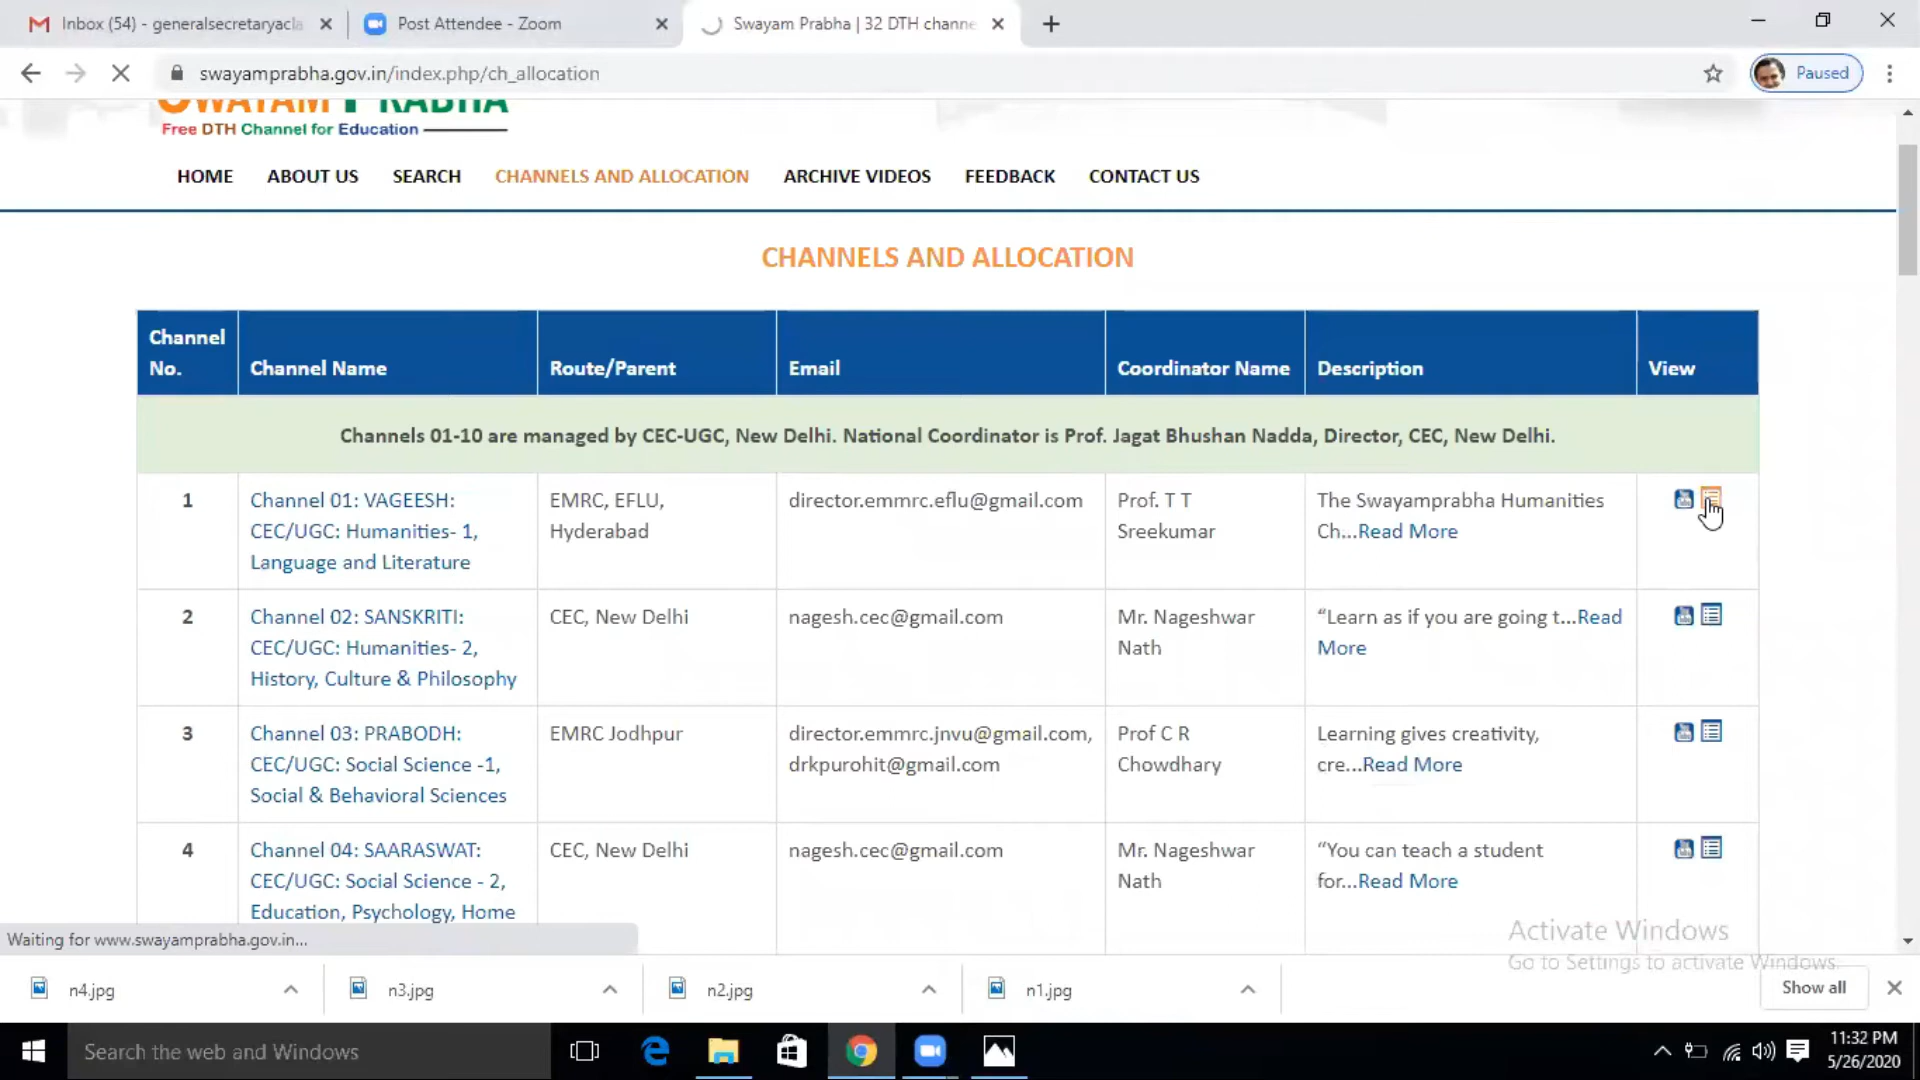 Inbox (54) - generalsecretaryacla
Post Attendee - Zoom
Swayam Prabha | 32 DTH channe
swayamprabha.gov.in/index.php/ch_allocation
Paused
SWAYAM PRABHA
Free DTH Channel for Education
HOME ABOUT US SEARCH CHANNELS AND ALLOCATION ARCHIVE VIDEOS FEEDBACK CONTACT US
CHANNELS AND ALLOCATION
Channel No. Channel Name Route/Parent Email Coordinator Name Description View
Channels 01-10 are managed by CEC-UGC, New Delhi. National Coordinator is Prof. Jagat Bhushan Nadda, Director, CEC, New Delhi.
1 Channel 01: VAGEESH: EMRC, EFLU, director.emmrc.eflu@gmail.com Prof. T T The Swayamprabha Humanities
CEC/UGC: Humanities- 1, Hyderabad Sreekumar Ch...Read More
Language and Literature
2 Channel 02: SANSKRITI: CEC, New Delhi nagesh.cec@gmail.com Mr. Nageshwar “Learn as if you are going t...Read
CEC/UGC: Humanities- 2, Nath More
History, Culture & Philosophy
3 Channel 03: PRABODH: EMRC Jodhpur director.emmrc.jnvu@gmail.com, Prof C R Learning gives creativity,
CEC/UGC: Social Science -1, drkpurohit@gmail.com Chowdhary cre...Read More
Social & Behavioral Sciences
4 Channel 04: SAARASWAT: CEC, New Delhi nagesh.cec@gmail.com Mr. Nageshwar “You can teach a student
CEC/UGC: Social Science - 2, Nath for...Read More
Education, Psychology, Home
Waiting for www.swayamprabha.gov.in...
Activate Windows
Go to Settings to activate Windows.
n4.jpg n3.jpg n2.jpg n1.jpg Show all
Search the web and Windows
11:32 PM
5/26/2020